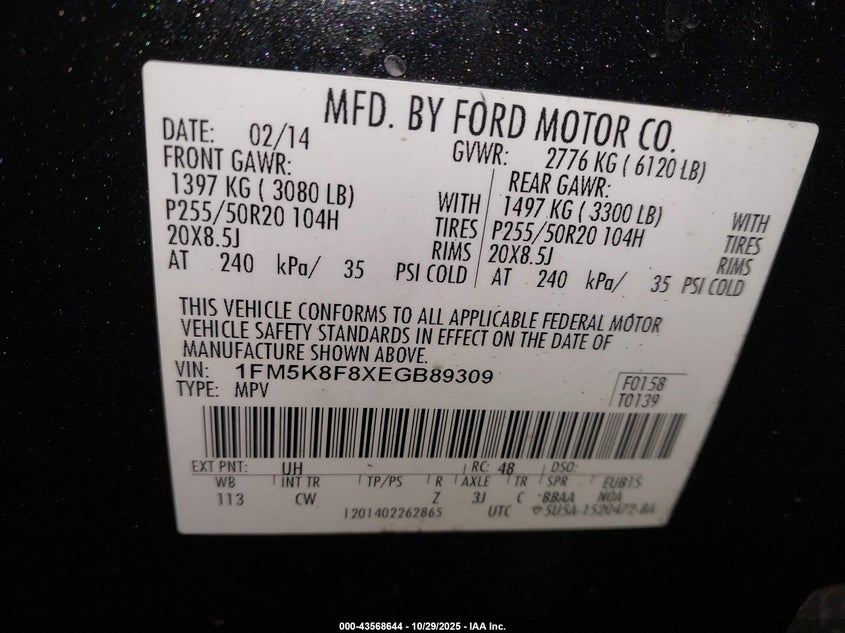 MFD. BY FORD MOTOR CO.
DATE: 02/14 GVWR: 2776 KG ( 6120 LB)
FRONT GAWR: REAR GAWR:
1397 KG ( 3080 LB) WITH 1497 KG ( 3300 LB) WITH
P255/50R20 104H TIRES P255/50R20 104H TIRES
20X8.5J RIMS 20X8.5J RIMS
AT 240 kPa/ 35 PSI COLD AT 240 kPa/ 35 PSI COLD
THIS VEHICLE CONFORMS TO ALL APPLICABLE FEDERAL MOTOR
VEHICLE SAFETY STANDARDS IN EFFECT ON THE DATE OF
MANUFACTURE SHOWN ABOVE.
VIN: 1FM5K8F8XEGB89309 F0158
TYPE: MPV T0139
EXT PNT: UH RC: 48 DSO:
WB INT TR TP/PS R AXLE TR SPR
113 CW Z 3J C BBAA NOA
1201402262865 UTC 5U5A-1520472-BA
000-43568644 / 10/29/2025 - IAA Inc.